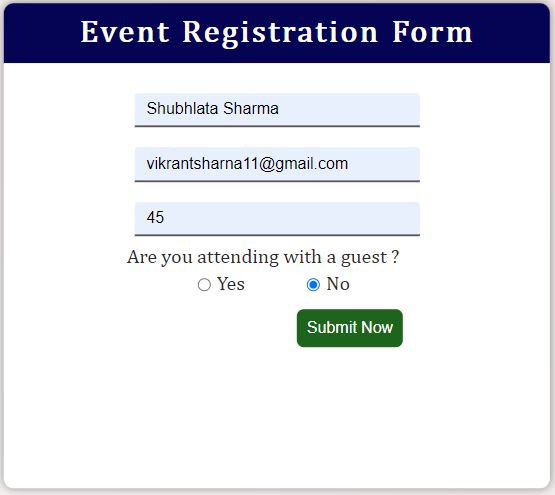 Event Registration Form
Shubhlata Sharma
vikrantsharna11@gmail.com
45
Are you attending with a guest ?
Yes No
Submit Now